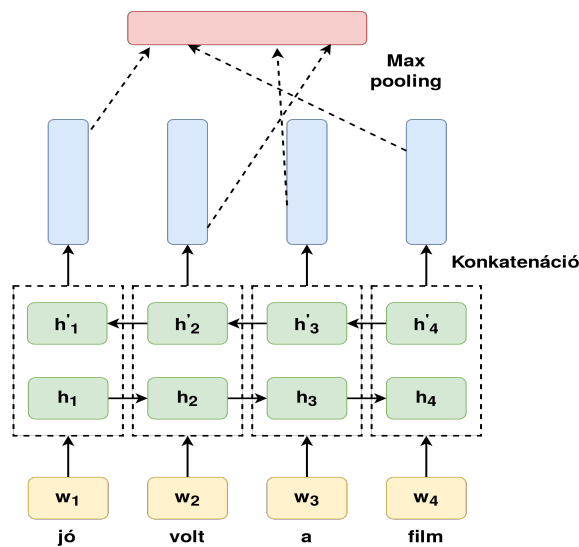 Max
pooling
Konkatenáció
h'1 h'2 h'3 h'4
h1 h2 h3 h4
w1 w2 w3 w4
jó volt a film